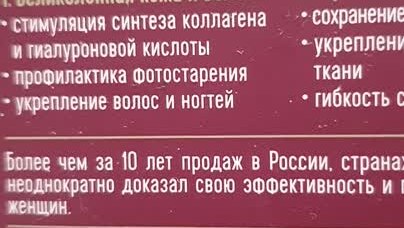 • стимуляция синтеза коллагена
и гиалуроновой кислоты
• профилактика фотостарения
• укрепление волос и ногтей
• сохранение
• укреплени
ткани
• гибкость с
Более чем за 10 лет продаж в России, страна
неоднократно доказал свою эффективность и
женщин.